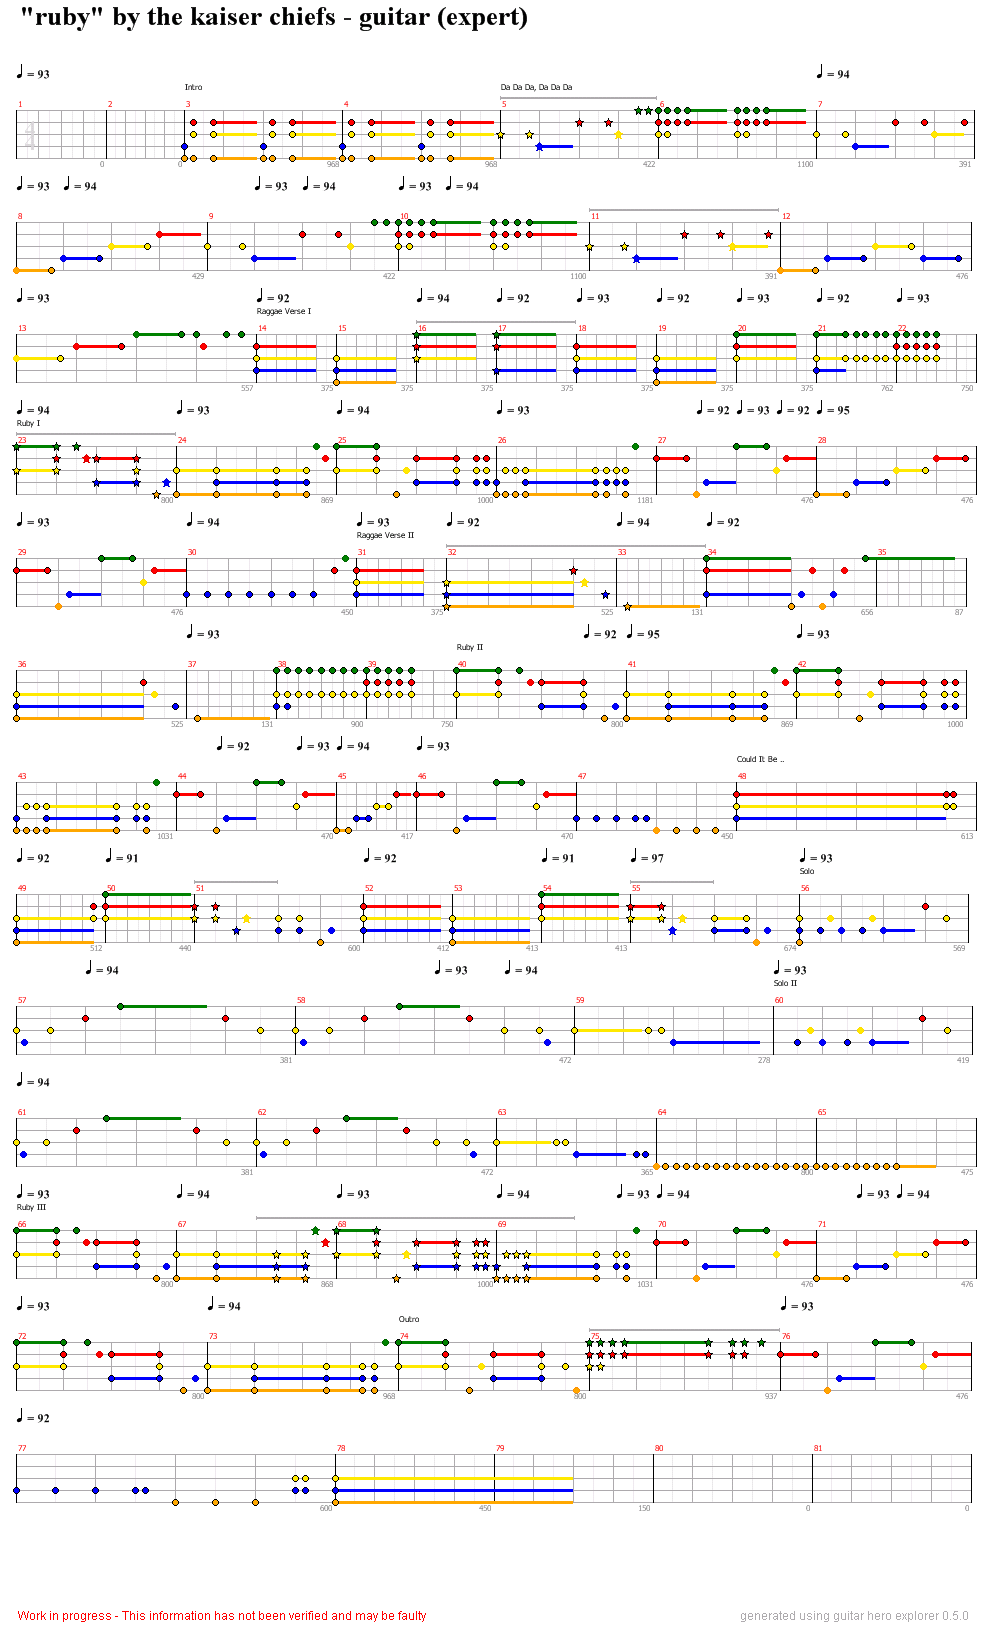 "ruby" by the kaiser chiefs - guitar (expert)
♩ = 93 ♩ = 94
Intro Da Da Da, Da Da Da
1 2 3 4 5 6 7
4
4
0 0 968 968 422 1100 391
♩ = 93 ♩ = 94 ♩ = 93 ♩ = 94 ♩ = 93 ♩ = 94
8 9 10 11 12
429 422 1100 391 476
♩ = 93 ♩ = 92 ♩ = 94 ♩ = 92 ♩ = 93 ♩ = 92 ♩ = 93 ♩ = 92 ♩ = 93
Raggae Verse I
13 14 15 16 17 18 19 20 21 22
557 375 375 375 375 375 375 375 762 750
♩ = 94 ♩ = 93 ♩ = 94 ♩ = 93 ♩ = 92 ♩ = 93 ♩ = 92 ♩ = 95
Ruby I
23 24 25 26 27 28
800 869 1000 1181 476 476
♩ = 93 ♩ = 94 ♩ = 93 ♩ = 92 ♩ = 94 ♩ = 92
Raggae Verse II
29 30 31 32 33 34 35
476 450 375 525 131 656 87
♩ = 93 ♩ = 92 ♩ = 95 ♩ = 93
Ruby II
36 37 38 39 40 41 42
525 131 900 750 800 869 1000
♩ = 92 ♩ = 93 ♩ = 94 ♩ = 93
Could It Be ..
43 44 45 46 47 48
1031 470 417 470 450 613
♩ = 92 ♩ = 91 ♩ = 92 ♩ = 91 ♩ = 97 ♩ = 93
Solo Solo
49 50 51 52 53 54 55 56
512 440 600 412 413 413 674 569
♩ = 94 ♩ = 93 ♩ = 94 ♩ = 93
Solo II
57 58 59 60
381 472 278 419
♩ = 94
61 62 63 64 65
381 472 365 800 475
♩ = 93 ♩ = 94 ♩ = 93 ♩ = 94 ♩ = 93 ♩ = 94 ♩ = 93 ♩ = 94
Ruby III
66 67 68 69 70 71
800 868 1000 1031 476 476
♩ = 93 ♩ = 94 ♩ = 93
Outro
72 73 74 75 76
800 968 800 937 476
♩ = 92
77 78 79 80 81
600 450 150 0 0
Work in progress - This information has not been verified and may be faulty
generated using guitar hero explorer 0.5.0